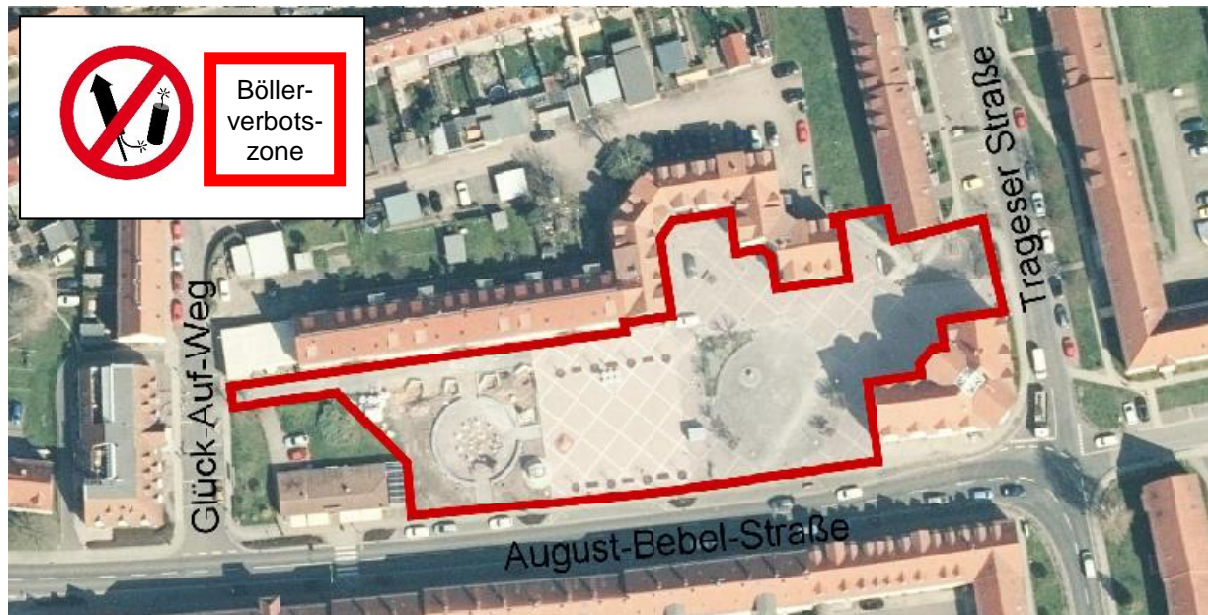 Böller-
verbots-
zone
Trageser Straße
Glück-Auf-Weg
August-Bebel-Straße